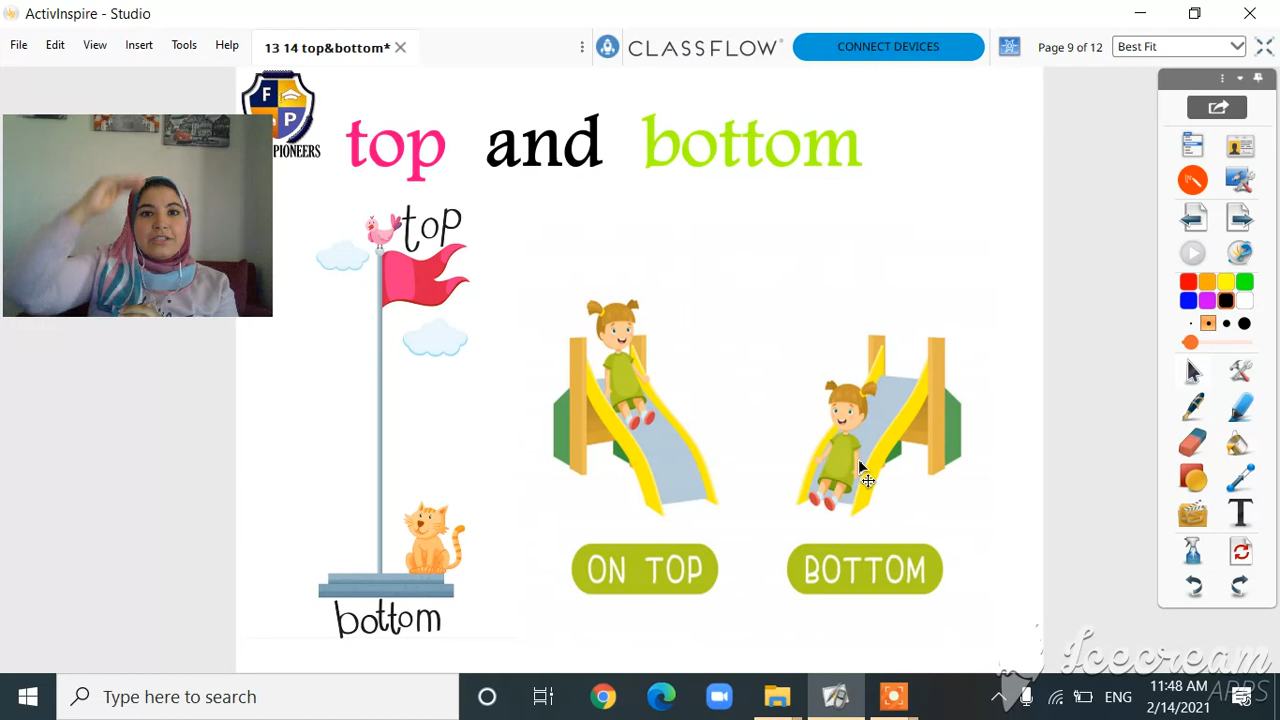 ActivInspire - Studio
File Edit View Insert Tools Help
13 14 top&bottom*
CLASSFLOW
CONNECT DEVICES
Page 9 of 12
Best Fit
F
P
PIONEERS
top and bottom
top
bottom
ON TOP
BOTTOM
Icecream
APPS
Type here to search
ENG
11:48 AM
2/14/2021